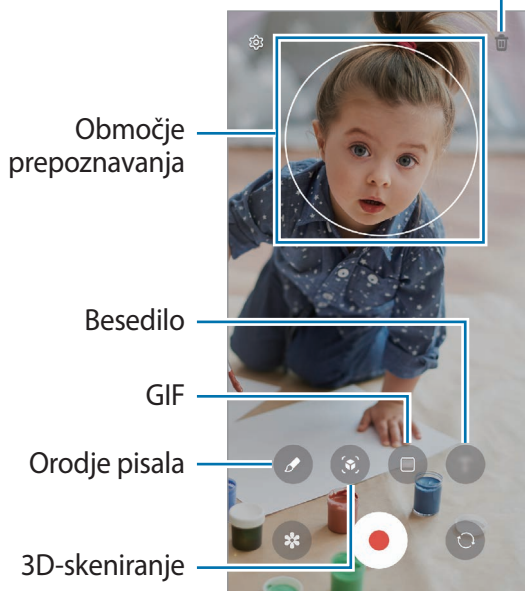 Območje
prepoznavanja
Besedilo
GIF
Orodje pisala
3D-skeniranje